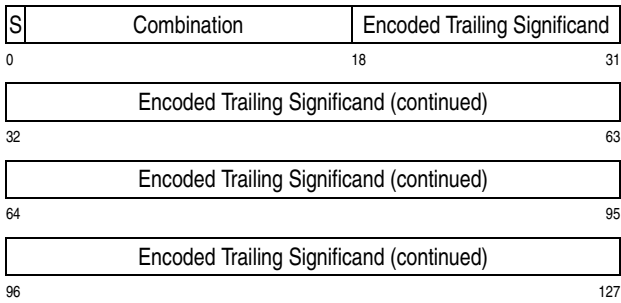 S Combination Encoded Trailing Significand
0 18 31
Encoded Trailing Significand (continued)
32 63
Encoded Trailing Significand (continued)
64 95
Encoded Trailing Significand (continued)
96 127